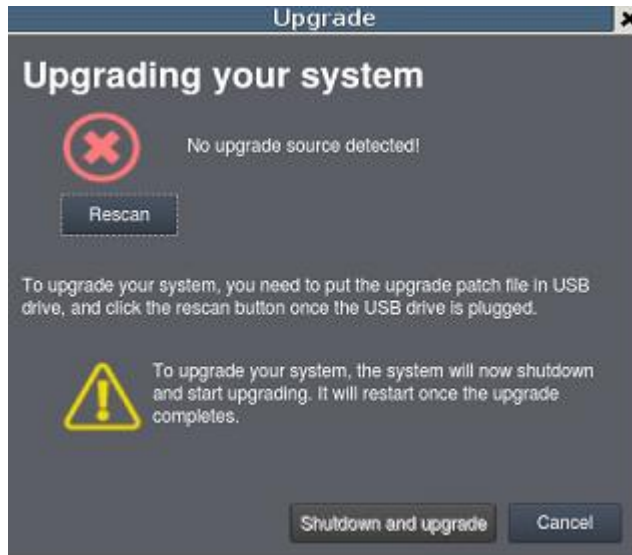 Upgrade
Upgrading your system
No upgrade source detected!
Rescan
To upgrade your system, you need to put the upgrade patch file in USB
drive, and click the rescan button once the USB drive is plugged.
To upgrade your system, the system will now shutdown
and start upgrading. It will restart once the upgrade
completes.
Shutdown and upgrade
Cancel